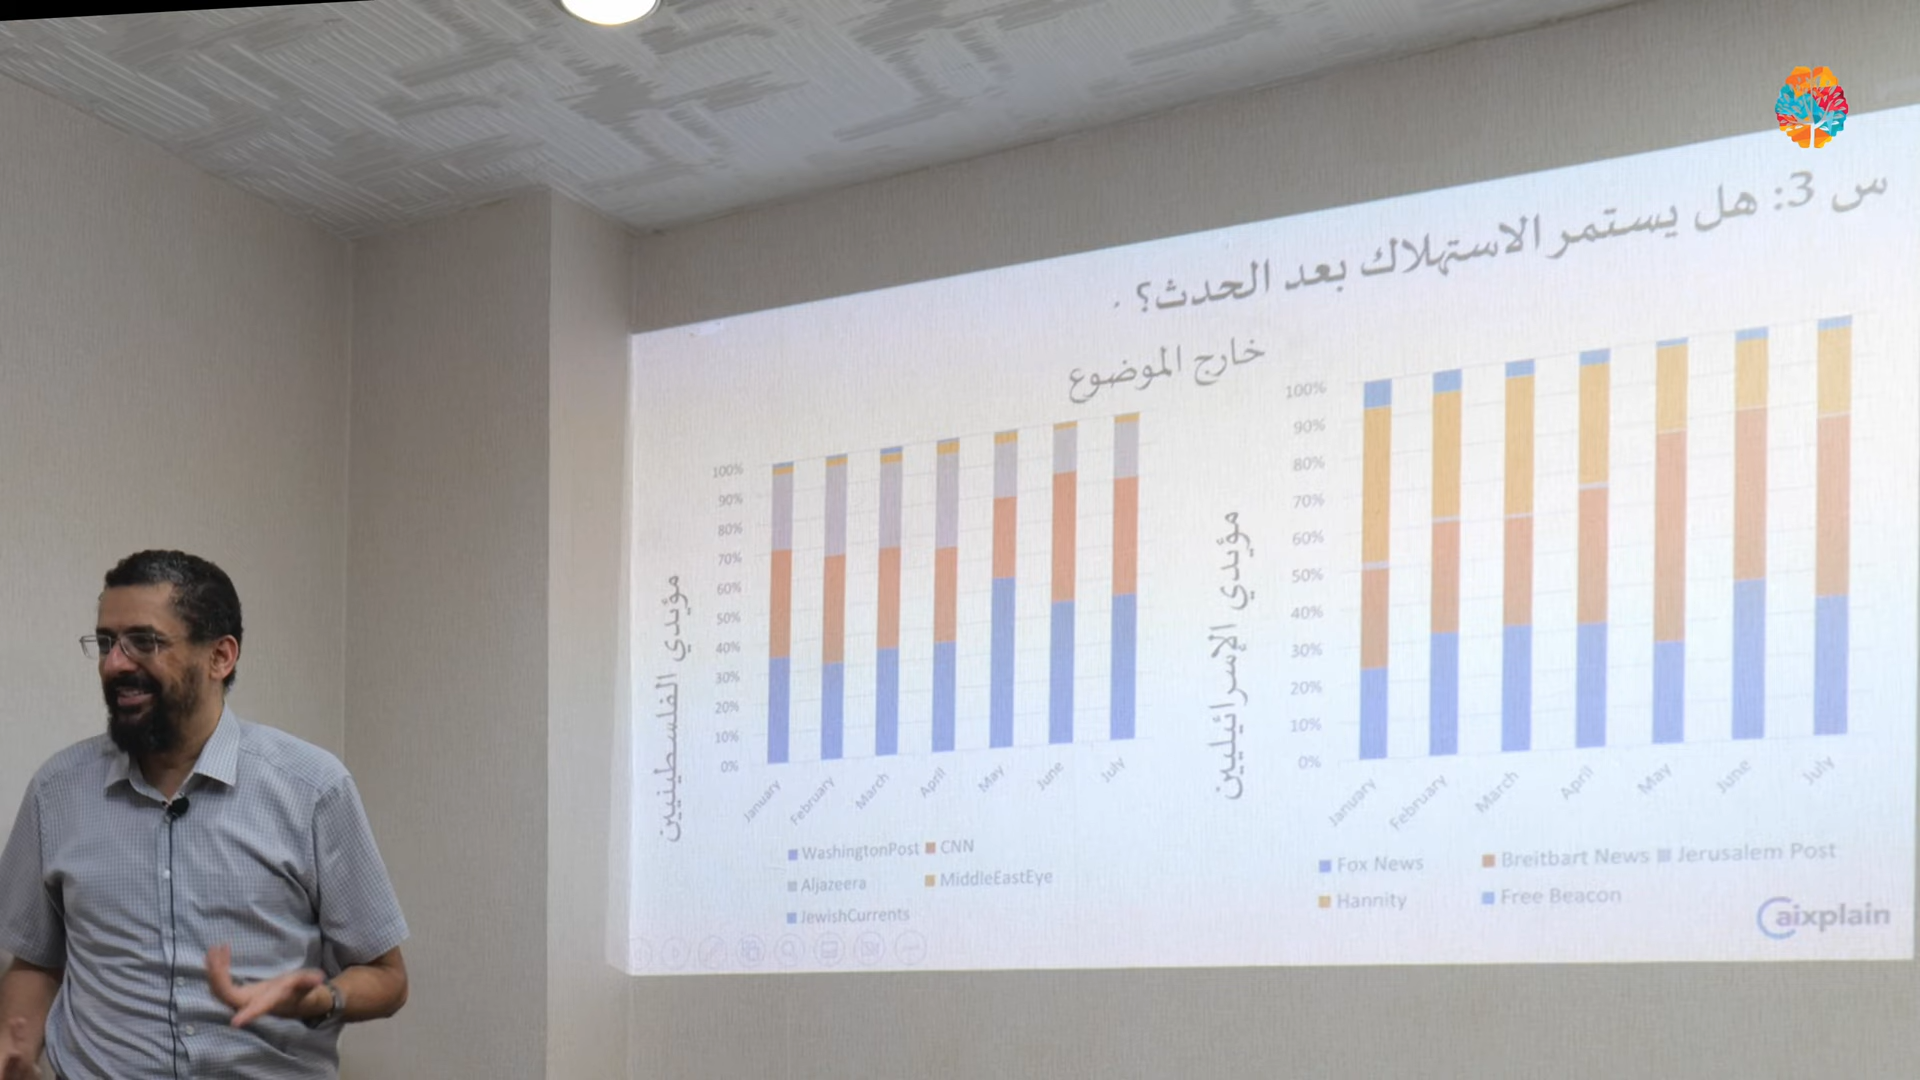 س 3: هل يستمر الاستهلاك بعد الحدث؟
خارج الموضوع
مؤيدي الفلسطينيين
100%
90%
80%
70%
60%
50%
40%
30%
20%
10%
0%
January
February
March
April
May
June
July
WashingtonPost
CNN
Aljazeera
MiddleEastEye
JewishCurrents
مؤيدي الإسرائيليين
100%
90%
80%
70%
60%
50%
40%
30%
20%
10%
0%
January
February
March
April
May
June
July
Fox News
Breitbart News
Jerusalem Post
Hannity
Free Beacon
aixplain